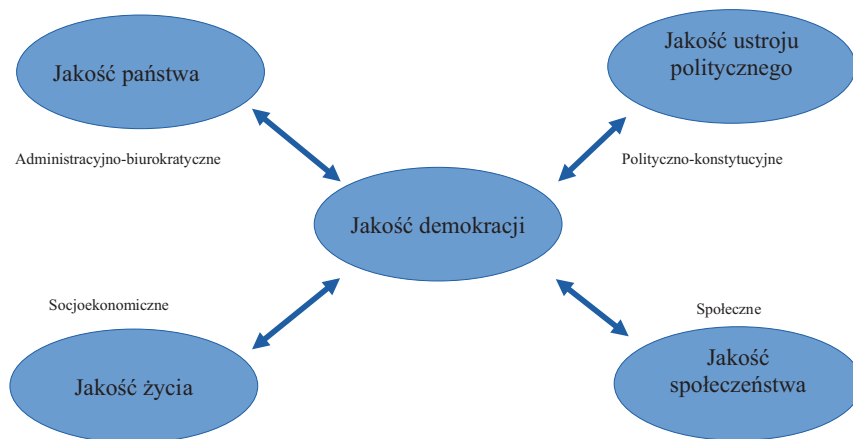 Jakość państwa
Jakość ustroju
politycznego
Administracyjno-biurokratyczne
Polityczno-konstytucyjne
Jakość demokracji
Socjoekonomiczne
Społeczne
Jakość życia
Jakość
społeczeństwa